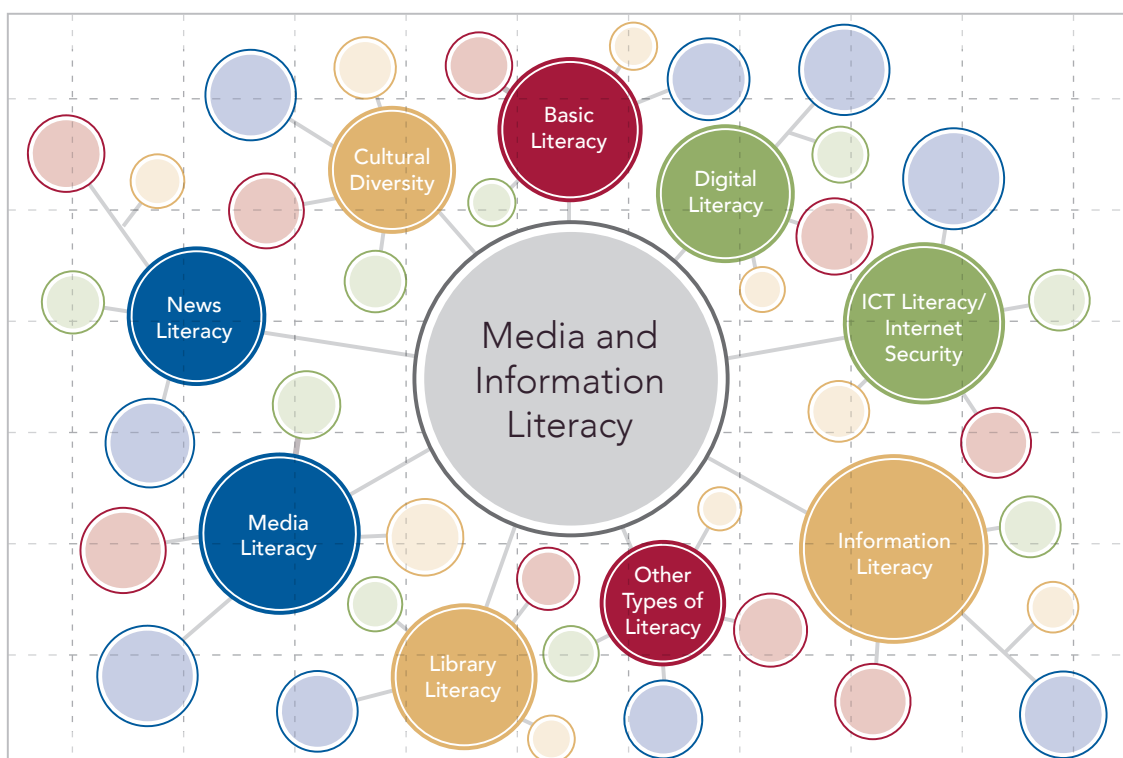 Basic
Literacy
Cultural
Diversity
Digital
Literacy
News
Literacy
ICT Literacy/
Internet
Security
Media and
Information
Literacy
Media
Literacy
Information
Literacy
Other
Types of
Literacy
Library
Literacy